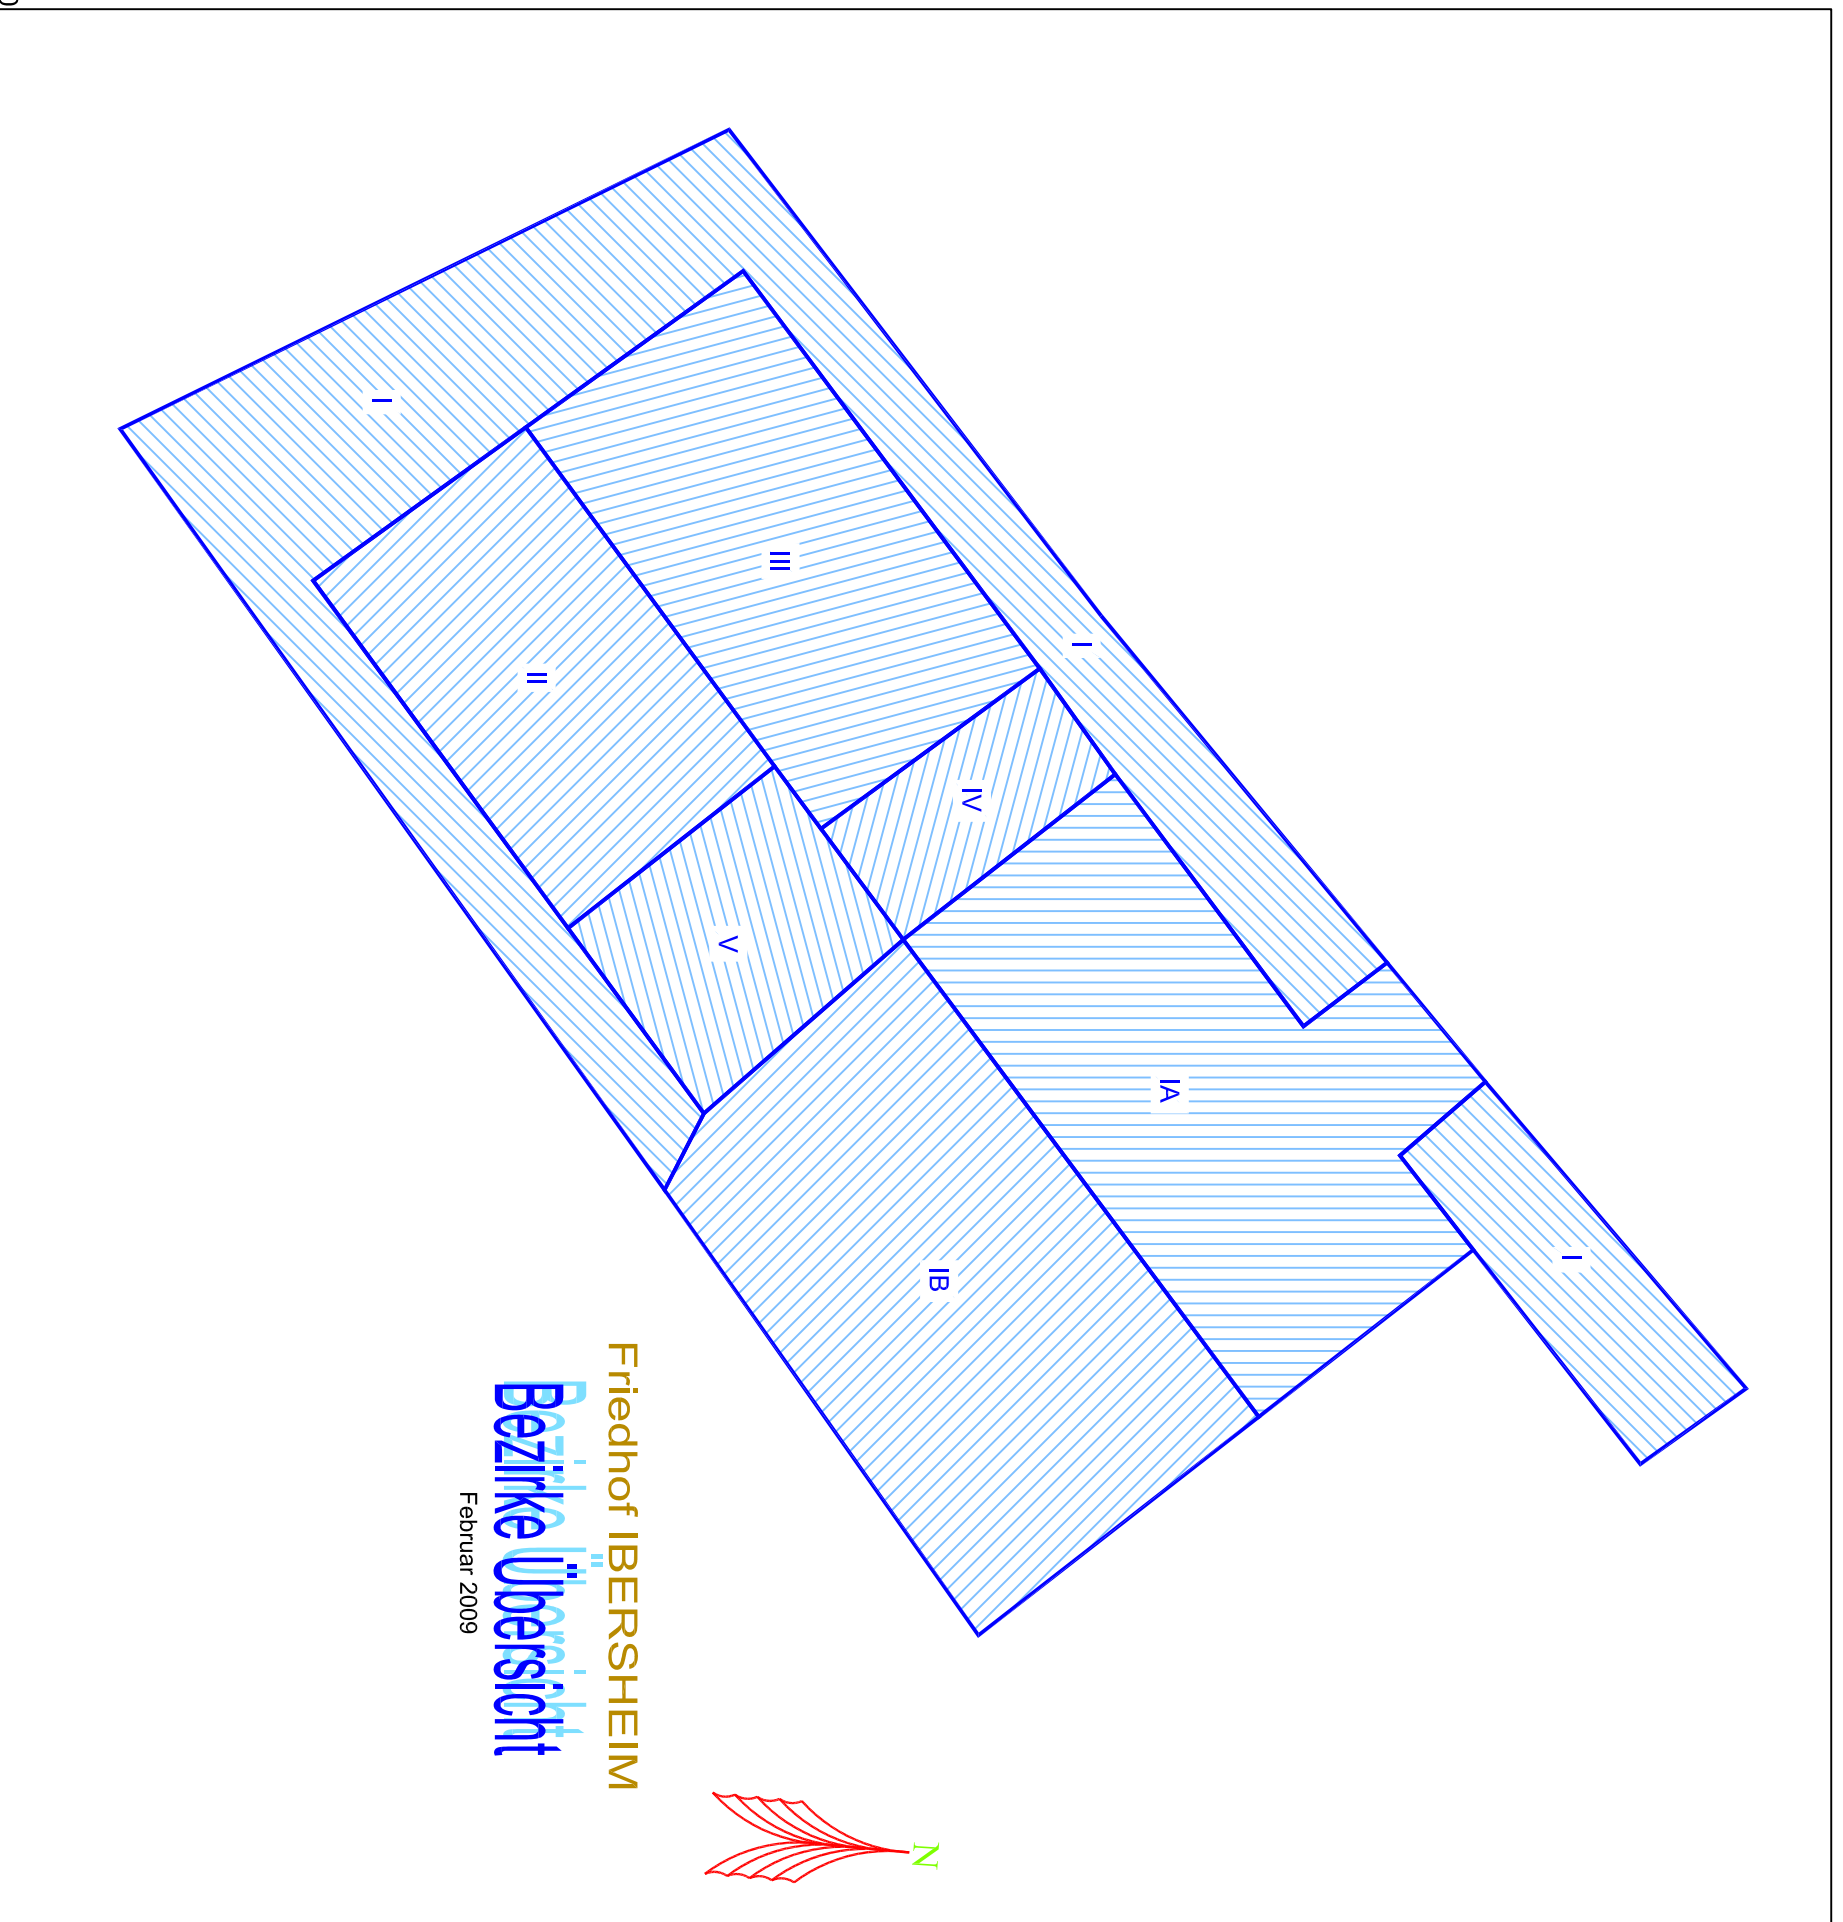 I
I
I
III
IV
IA
II
V
IB
Friedhof IBERSHEIM
Bezirke Übersicht
Februar 2009
N